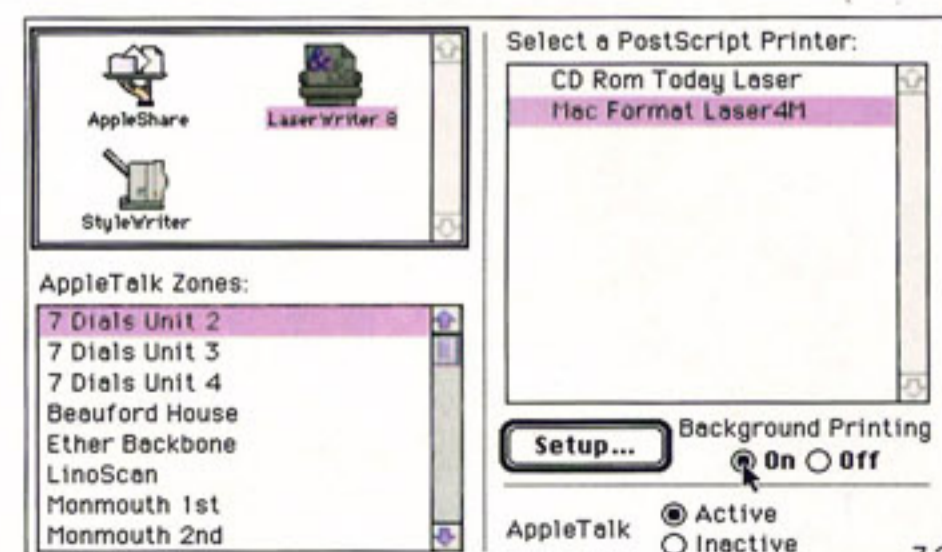 AppleShare
LaserWriter 8
StyleWriter
AppleTalk Zones:
7 Dials Unit 2
7 Dials Unit 3
7 Dials Unit 4
Beauford House
Ether Backbone
LinoScan
Monmouth 1st
Monmouth 2nd
Select a PostScript Printer:
CD Rom Today Laser
Mac Format Laser4M
Setup...
Background Printing
On Off
AppleTalk
Active
Inactive